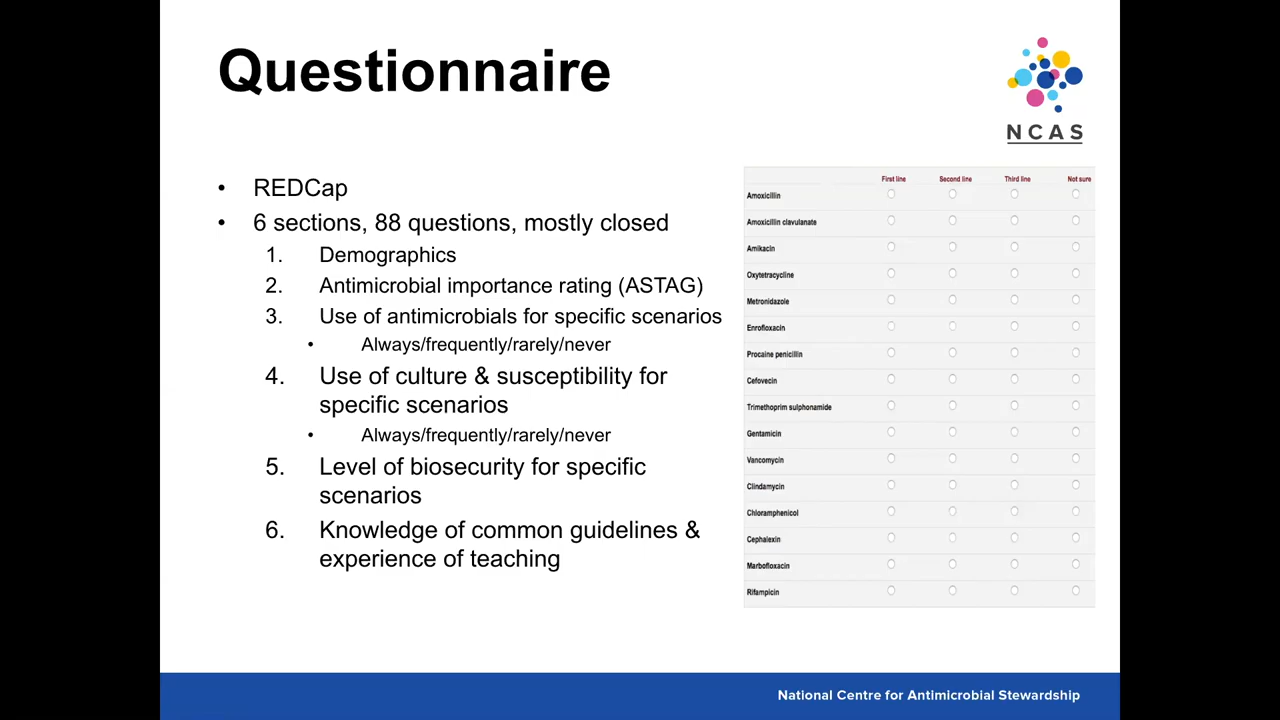 Questionnaire
NCAS
• REDCap
• 6 sections, 88 questions, mostly closed
1. Demographics
2. Antimicrobial importance rating (ASTAG)
3. Use of antimicrobials for specific scenarios
• Always/frequently/rarely/never
4. Use of culture & susceptibility for
specific scenarios
• Always/frequently/rarely/never
5. Level of biosecurity for specific
scenarios
6. Knowledge of common guidelines &
experience of teaching
First line Second line Third line Not sure
Amoxicillin
Amoxicillin clavulanate
Amikacin
Oxytetracycline
Metronidazole
Enrofloxacin
Procaine penicillin
Cefovecin
Trimethoprim sulphonamide
Gentamicin
Vancomycin
Clindamycin
Chloramphenicol
Cephalexin
Marbofloxacin
Rifampicin
National Centre for Antimicrobial Stewardship